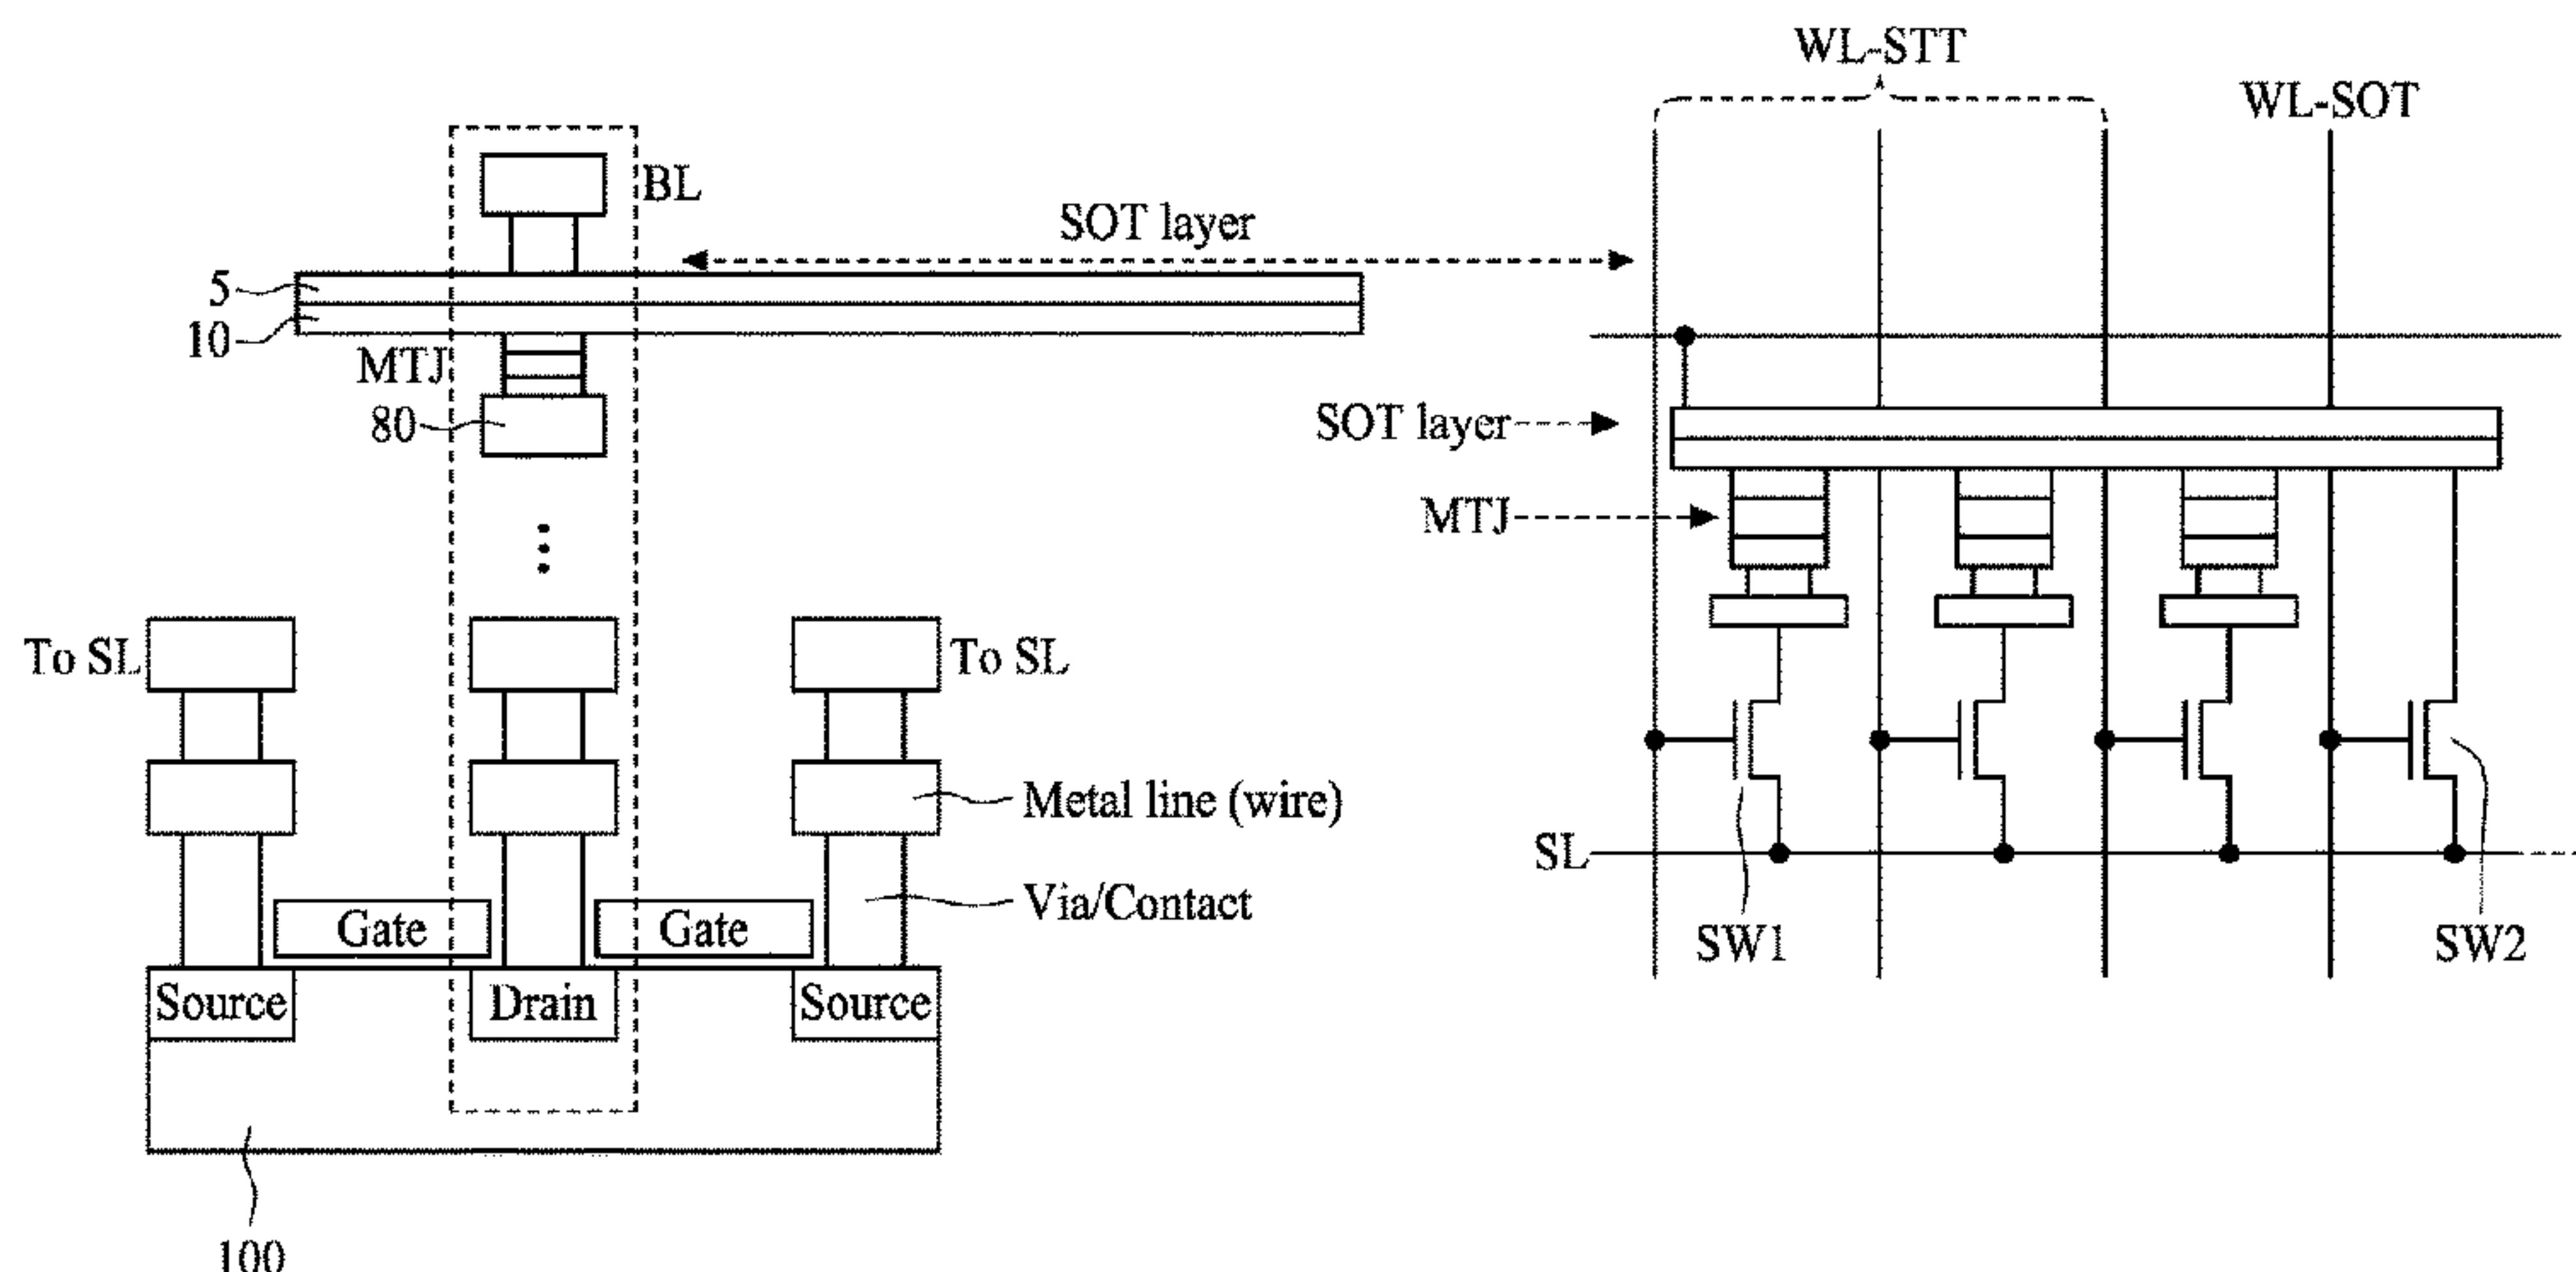 WL-STT
WL-SOT
BL
SOT layer
5
10
MTJ
80
SOT layer
MTJ
To SL
To SL
Metal line (wire)
SL
Via/Contact
Gate
Gate
SW1
SW2
Source
Drain
Source
100